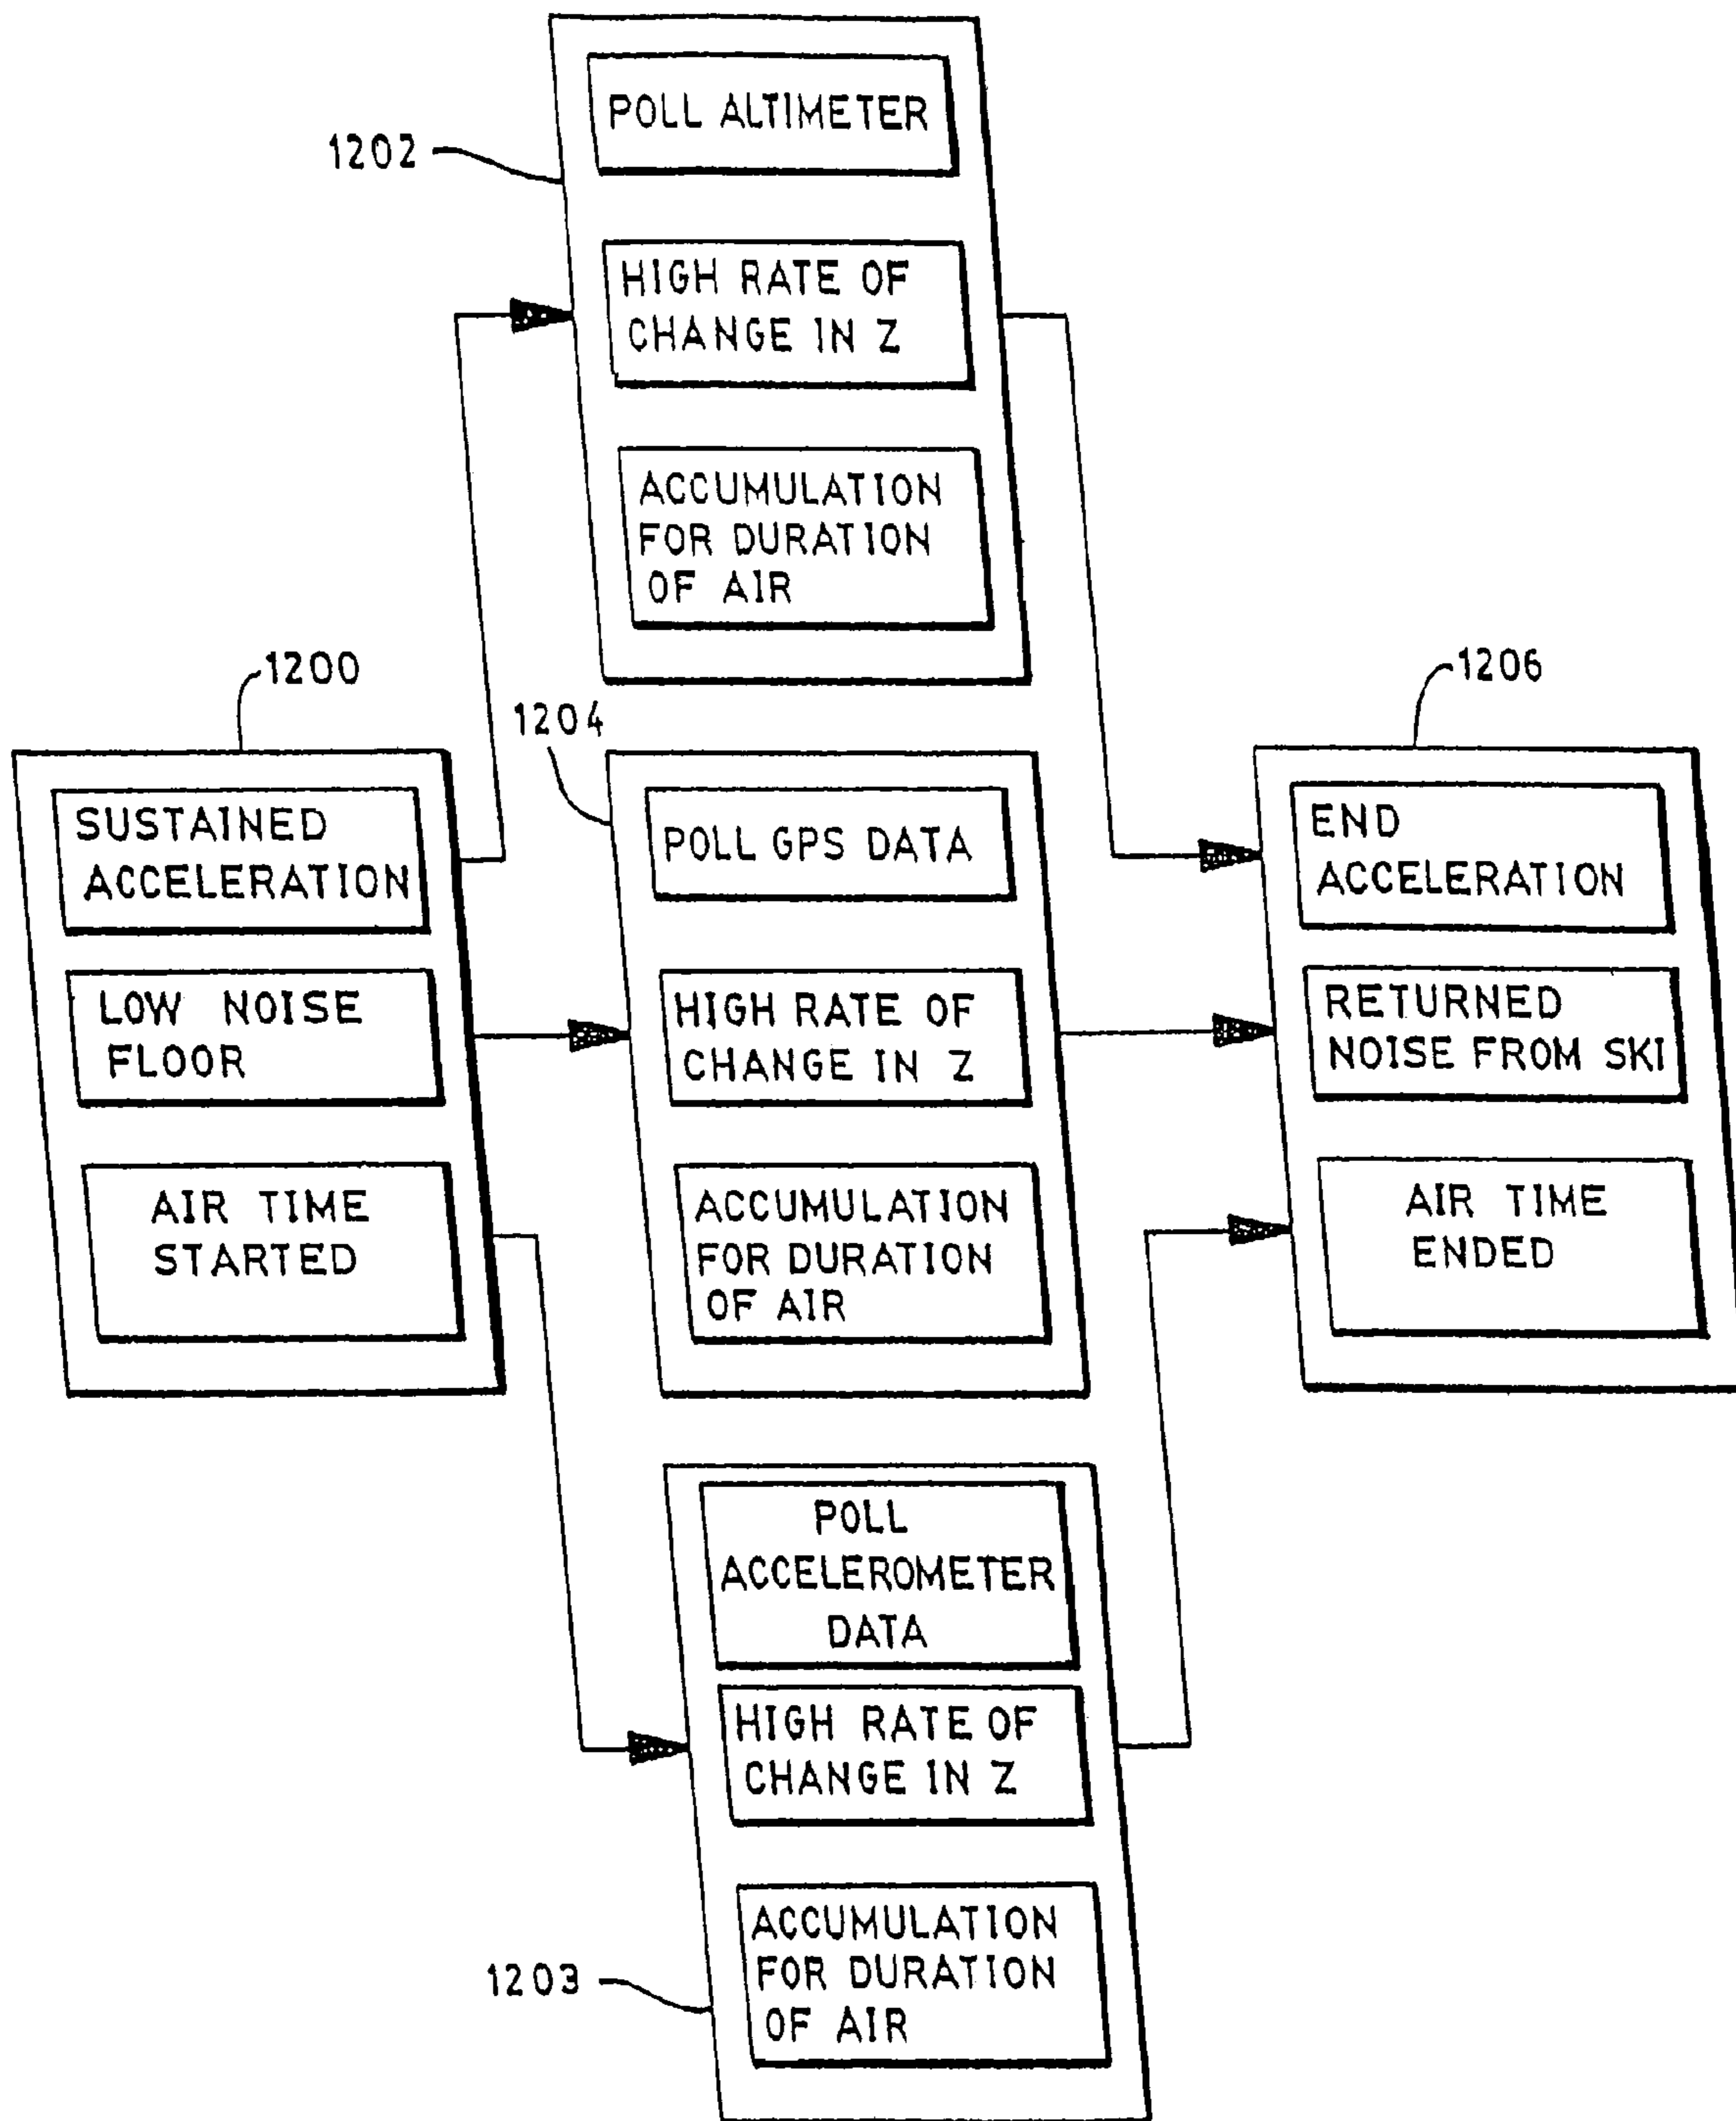 1202
POLL ALTIMETER
HIGH RATE OF
CHANGE IN Z
ACCUMULATION
FOR DURATION
OF AIR
1200
SUSTAINED
ACCELERATION
LOW NOISE
FLOOR
AIR TIME
STARTED
1204
POLL GPS DATA
HIGH RATE OF
CHANGE IN Z
ACCUMULATION
FOR DURATION
OF AIR
1206
END
ACCELERATION
RETURNED
NOISE FROM SKI
AIR TIME
ENDED
POLL
ACCELEROMETER
DATA
HIGH RATE OF
CHANGE IN Z
1203
ACCUMULATION
FOR DURATION
OF AIR